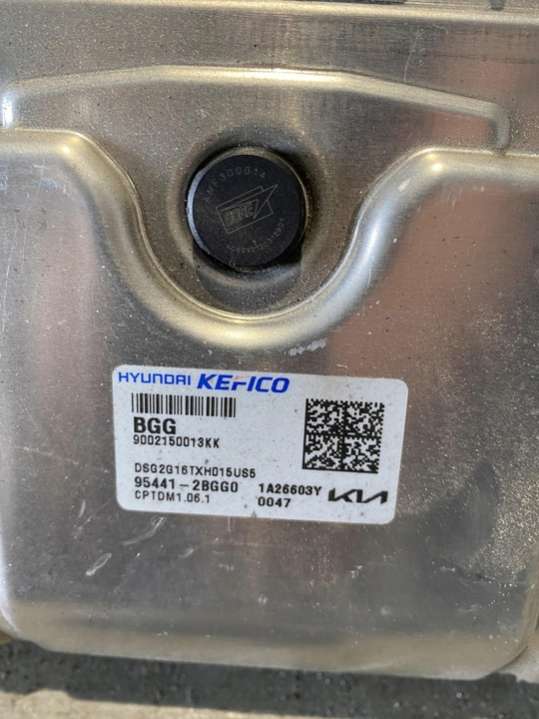 HYUNDAI KEFICO
BGG
9002150013KK
DSG2G16TXH015US5
95441-2BGG0 1A26603Y KIA
CPTDM1.06.1 0047